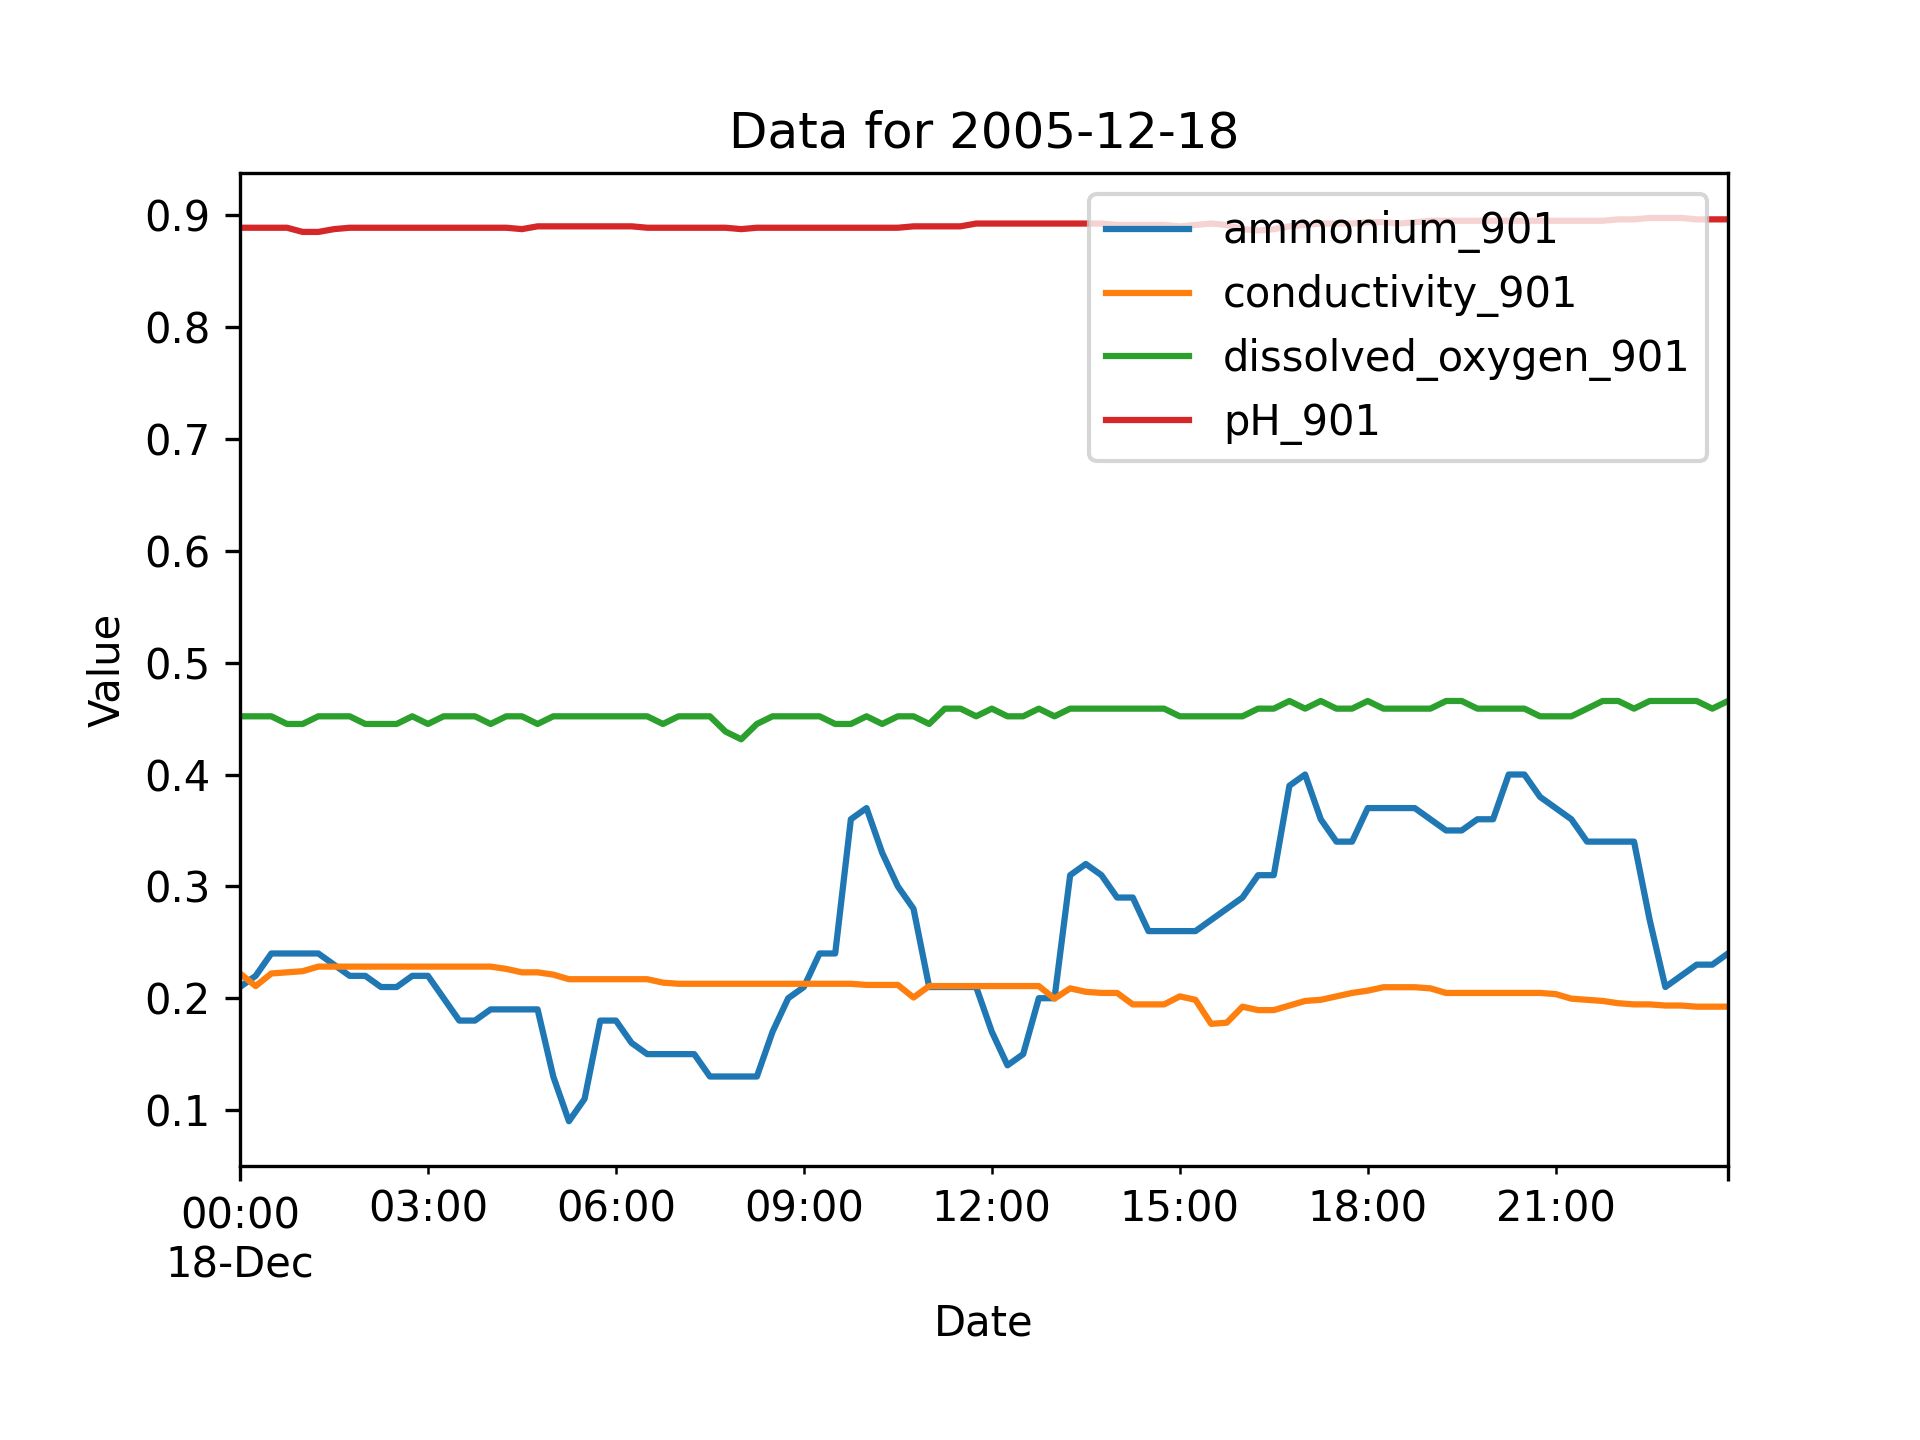 Data for 2005-12-18
ammonium_901
conductivity_901
dissolved_oxygen_901
pH_901
Value
0.9
0.8
0.7
0.6
0.5
0.4
0.3
0.2
0.1
00:00 03:00 06:00 09:00 12:00 15:00 18:00 21:00
18-Dec
Date